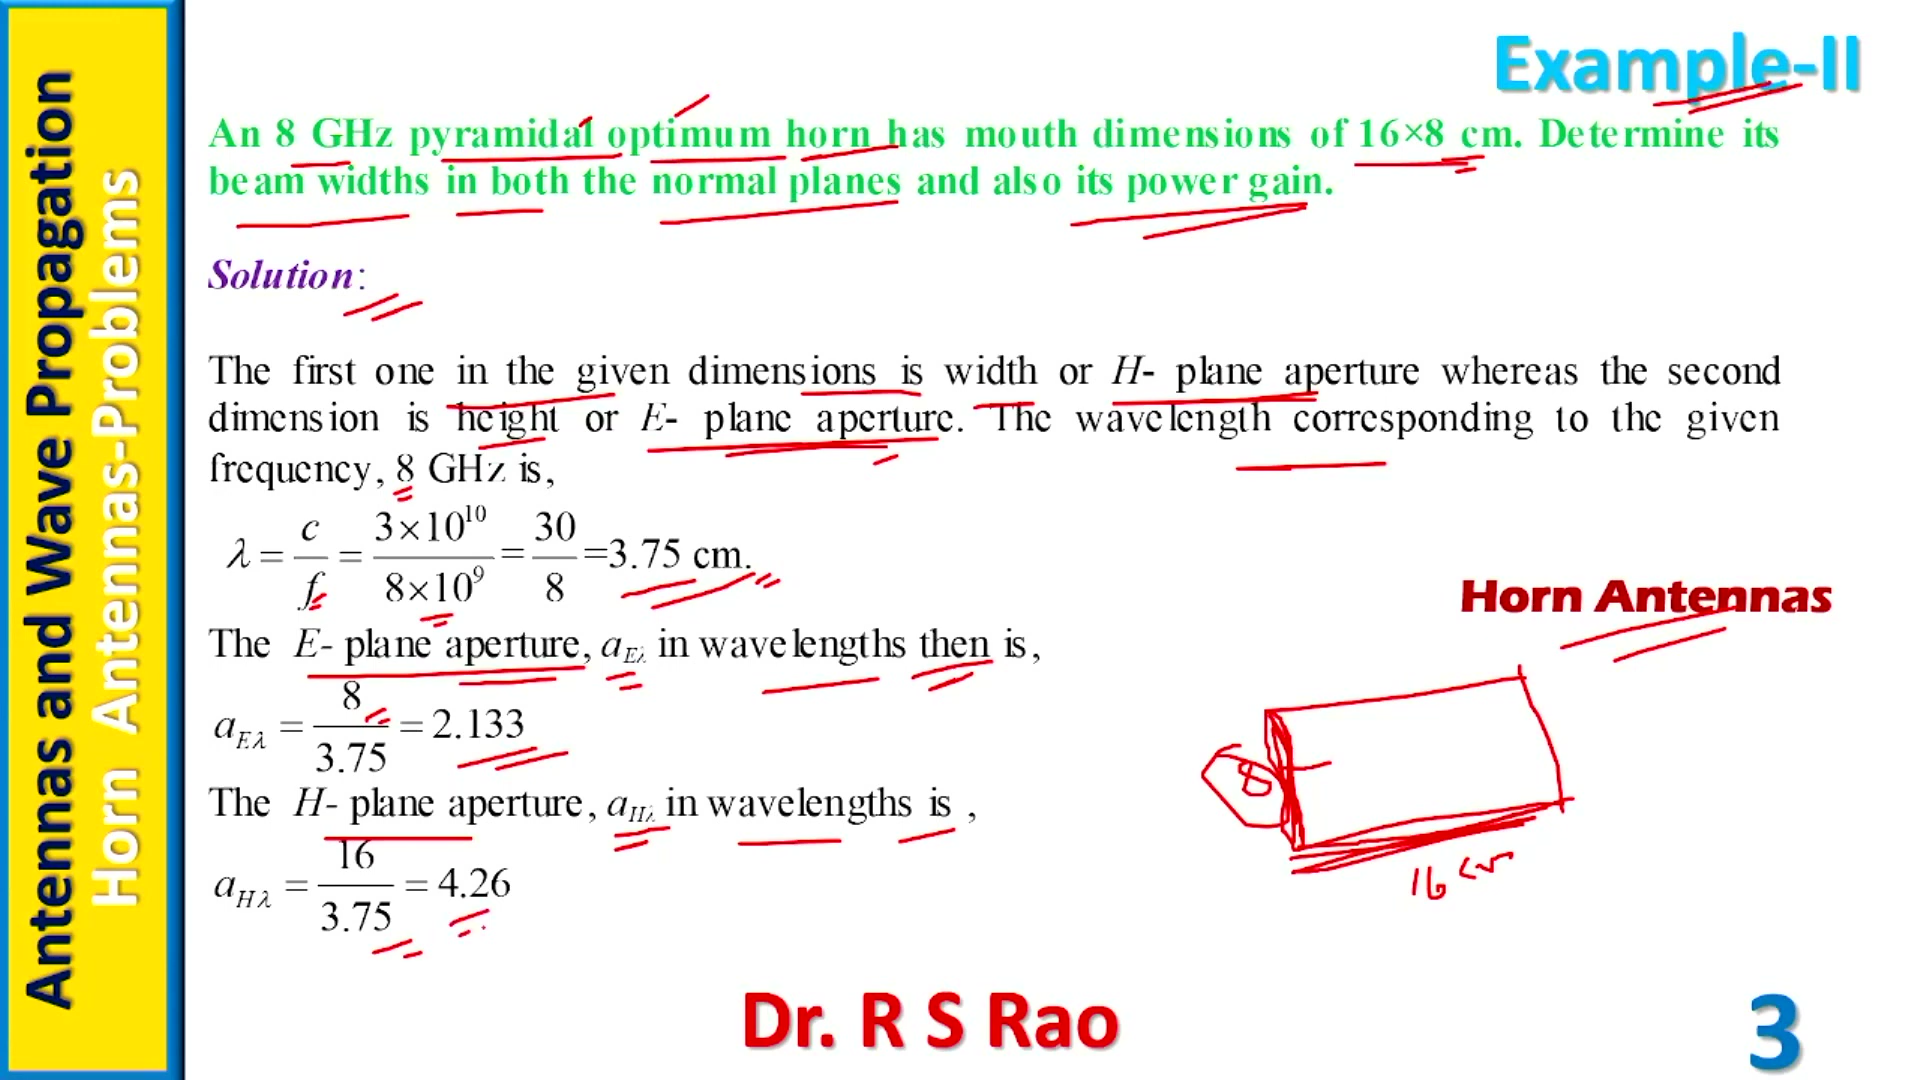 Antennas and Wave Propagation
Horn Antennas-Problems
Example-II
An 8 GHz pyramidal optimum horn has mouth dimensions of 16×8 cm. Determine its
beam widths in both the normal planes and also its power gain.
Solution:
The first one in the given dimensions is width or H- plane aperture whereas the second
dimension is height or E- plane aperture. The wavelength corresponding to the given
frequency, 8 GHz is,
λ = c/f = 3×10¹⁰/8×10⁹ = 30/8 =3.75 cm.
Horn Antennas
The E- plane aperture, a_Eλ in wavelengths then is,
a_Eλ = 8/3.75 = 2.133
8
The H- plane aperture, a_Hλ in wavelengths is ,
a_Hλ = 16/3.75 = 4.26
16 cm
Dr. R S Rao
3